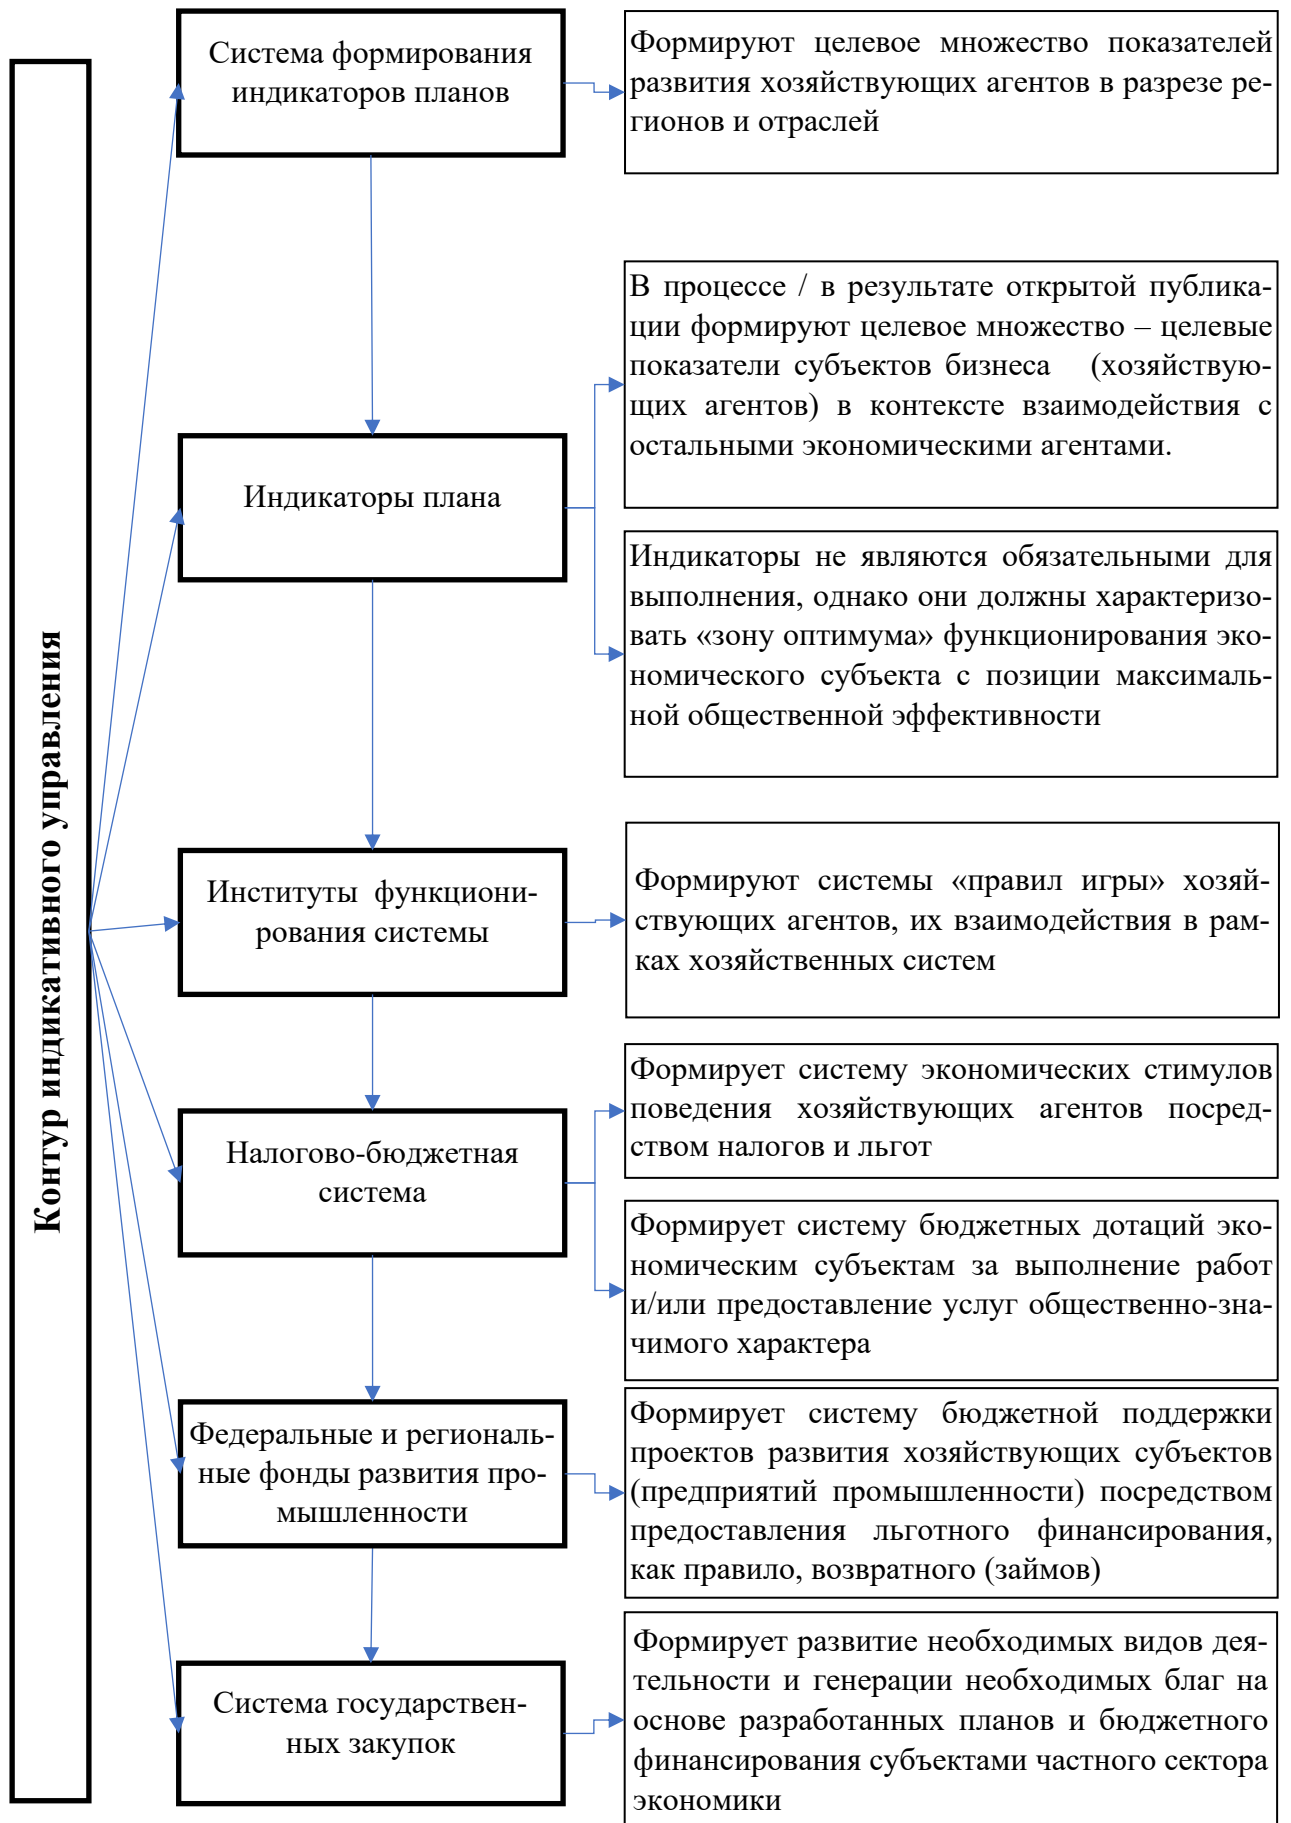 Контур индикативного управления
Система формирования
индикаторов планов
Формируют целевое множество показателей
развития хозяйствующих агентов в разрезе ре-
гионов и отраслей
Индикаторы плана
В процессе / в результате открытой публика-
ции формируют целевое множество – целевые
показатели субъектов бизнеса (хозяйствую-
щих агентов) в контексте взаимодействия с
остальными экономическими агентами.
Индикаторы не являются обязательными для
выполнения, однако они должны характеризо-
вать «зону оптимума» функционирования эко-
номического субъекта с позиции максималь-
ной общественной эффективности
Институты функциони-
рования системы
Формируют системы «правил игры» хозяй-
ствующих агентов, их взаимодействия в рам-
ках хозяйственных систем
Налогово-бюджетная
система
Формирует систему экономических стимулов
поведения хозяйствующих агентов посред-
ством налогов и льгот
Формирует систему бюджетных дотаций эко-
номическим субъектам за выполнение работ
и/или предоставление услуг общественно-зна-
чимого характера
Федеральные и региональ-
ные фонды развития про-
мышленности
Формирует систему бюджетной поддержки
проектов развития хозяйствующих субъектов
(предприятий промышленности) посредством
предоставления льготного финансирования,
как правило, возвратного (займов)
Система государствен-
ных закупок
Формирует развитие необходимых видов дея-
тельности и генерации необходимых благ на
основе разработанных планов и бюджетного
финансирования субъектами частного сектора
экономики